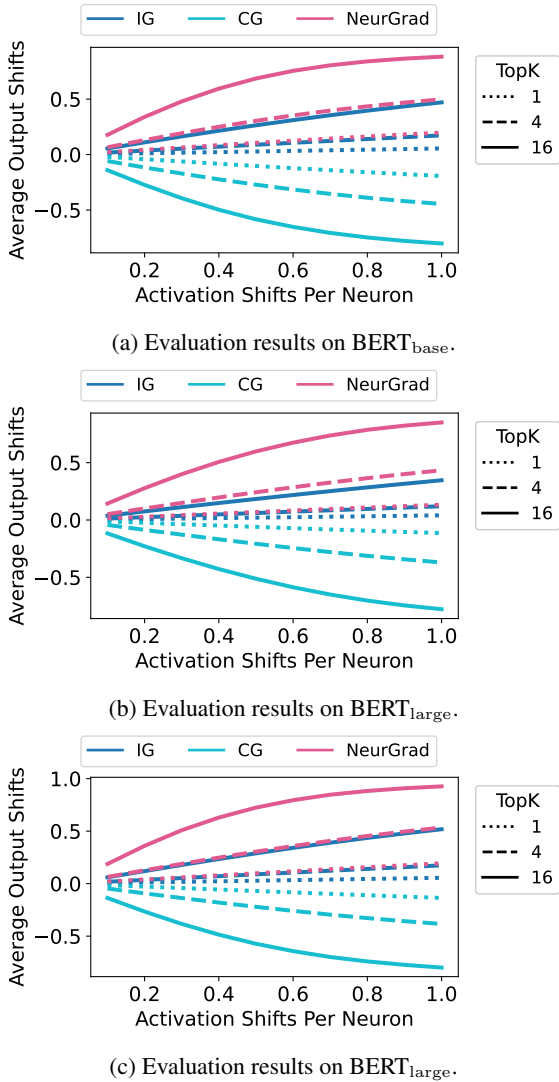 IG CG NeurGrad
Average Output Shifts
0.5
0.0
−0.5
0.2 0.4 0.6 0.8 1.0
Activation Shifts Per Neuron
TopK
1
4
16
(a) Evaluation results on BERTbase.
IG CG NeurGrad
Average Output Shifts
0.5
0.0
−0.5
0.2 0.4 0.6 0.8 1.0
Activation Shifts Per Neuron
TopK
1
4
16
(b) Evaluation results on BERTlarge.
IG CG NeurGrad
Average Output Shifts
1.0
0.5
0.0
−0.5
0.2 0.4 0.6 0.8 1.0
Activation Shifts Per Neuron
TopK
1
4
16
(c) Evaluation results on BERTlarge.